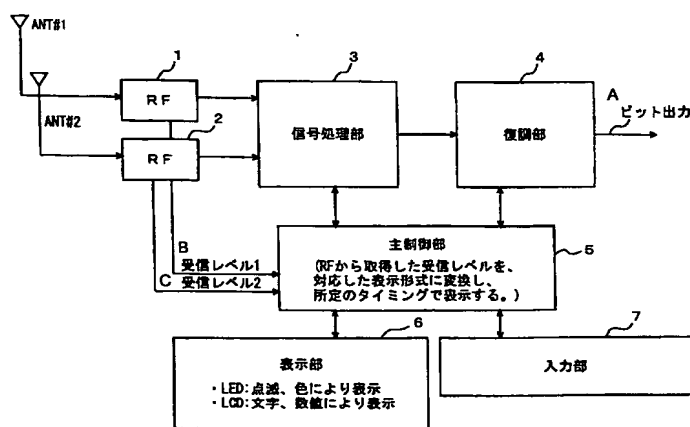 ANT#1
ANT#2
1
RF
2
RF
3
信号処理部
4
復調部
A
ビット出力
B
受信レベル1
C
受信レベル2
主制御部
(RFから取得した受信レベルを、
対応した表示形式に変換し、
所定のタイミングで表示する。)
5
6
表示部
・LED:点滅、色により表示
・LCD:文字、数値により表示
7
入力部